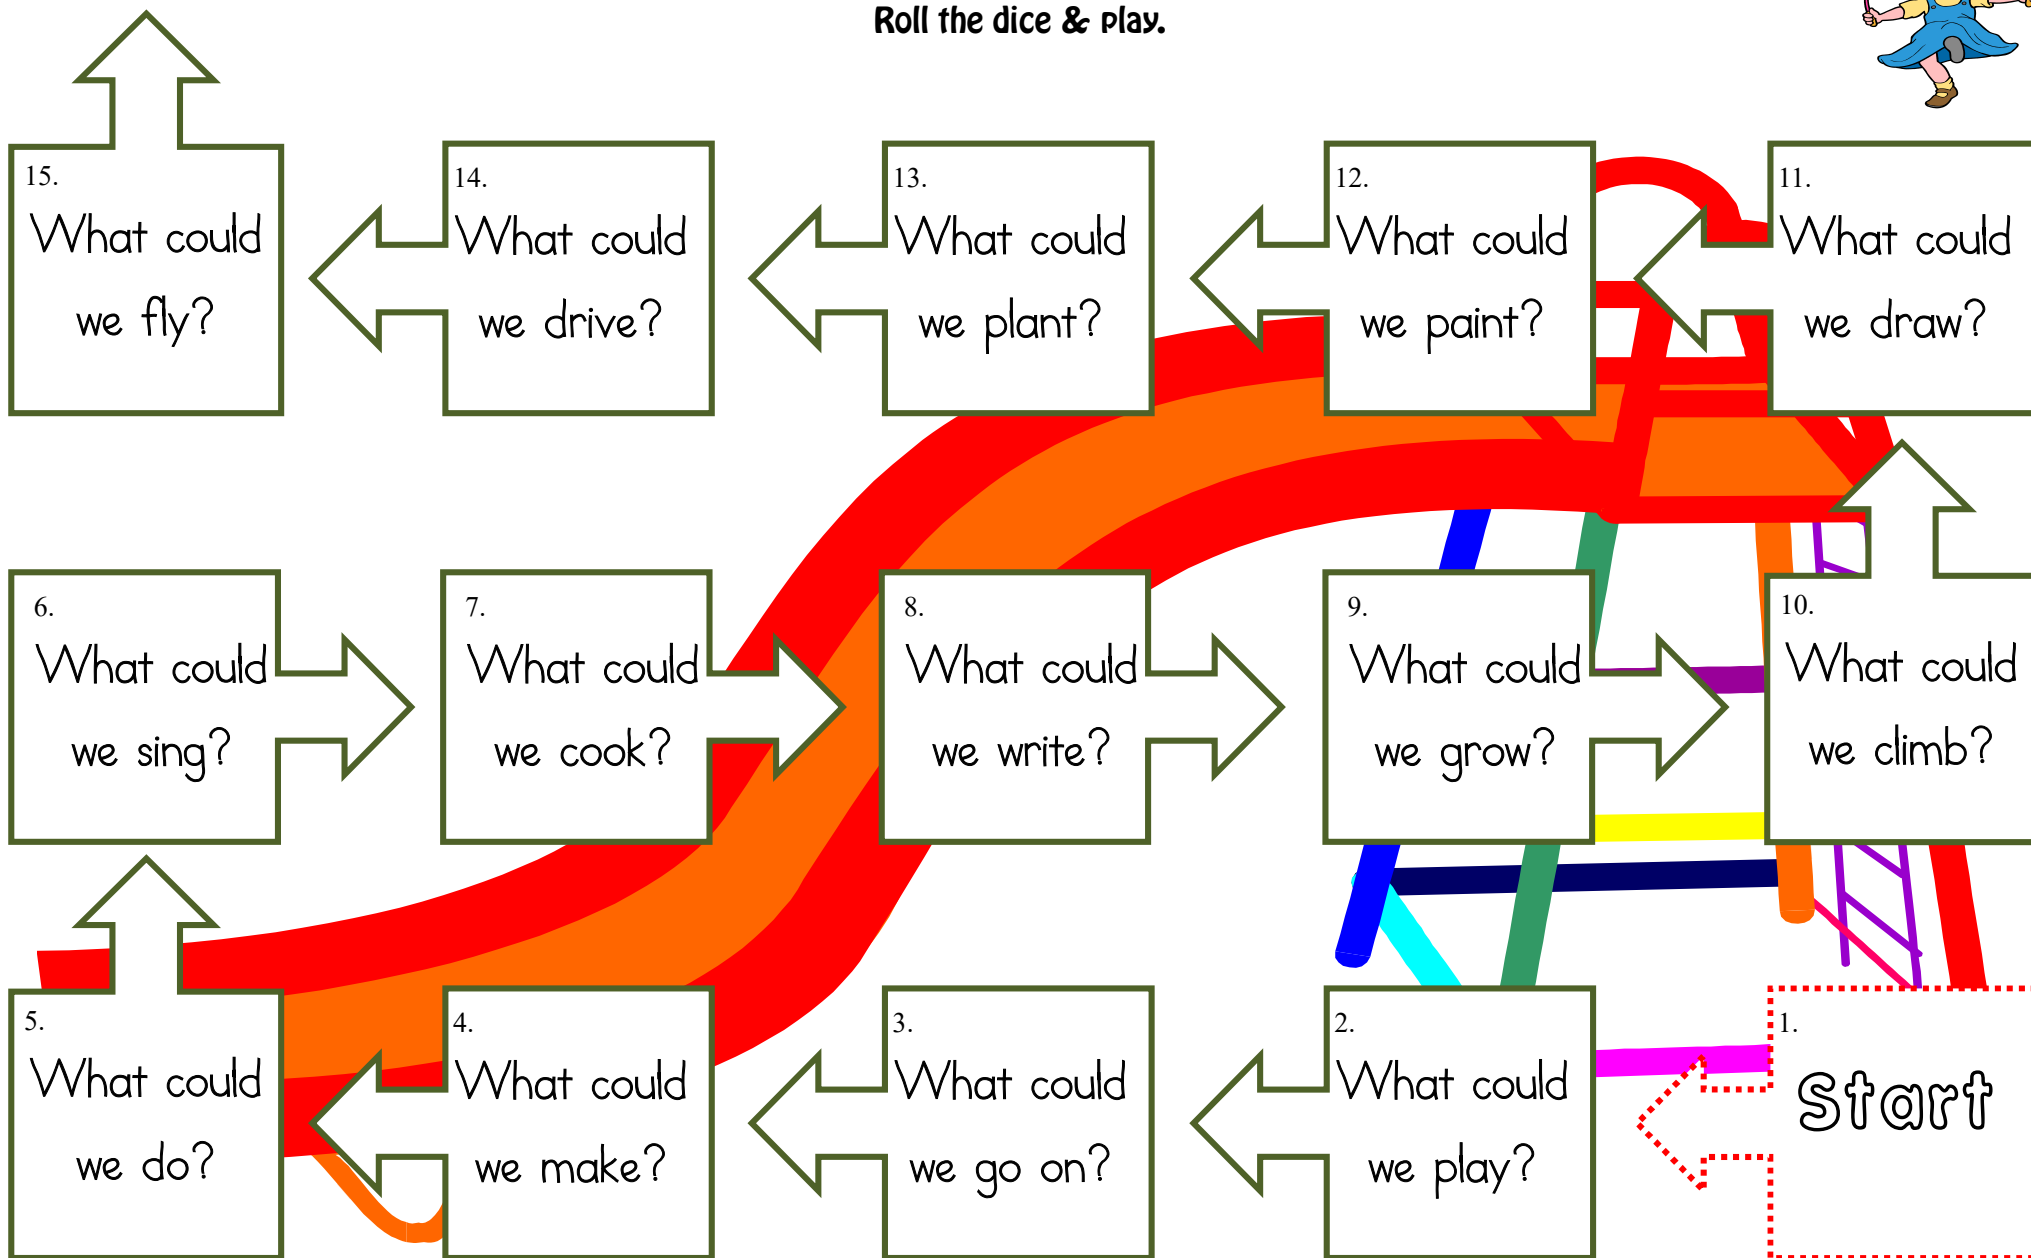 Roll the dice & play.
15.
What could
we fly?
14.
What could
we drive?
13.
What could
we plant?
12.
What could
we paint?
11.
What could
we draw?
6.
What could
we sing?
7.
What could
we cook?
8.
What could
we write?
9.
What could
we grow?
10.
What could
we climb?
5.
What could
we do?
4.
What could
we make?
3.
What could
we go on?
2.
What could
we play?
1.
Start